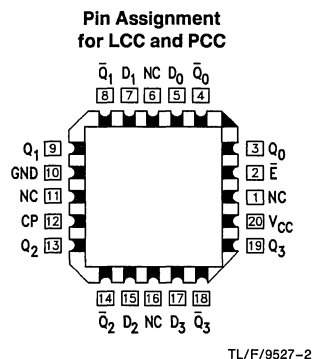 Pin Assignment
for LCC and PCC
Q̅₁ D₁ NC D₀ Q̅₀
8 7 6 5 4
Q₁ 9
GND 10
NC 11
CP 12
Q₂ 13
3 Q₀
2 E̅
1 NC
20 V_CC
19 Q₃
14 15 16 17 18
Q̅₂ D₂ NC D₃ Q̅₃
TL/F/9527-2